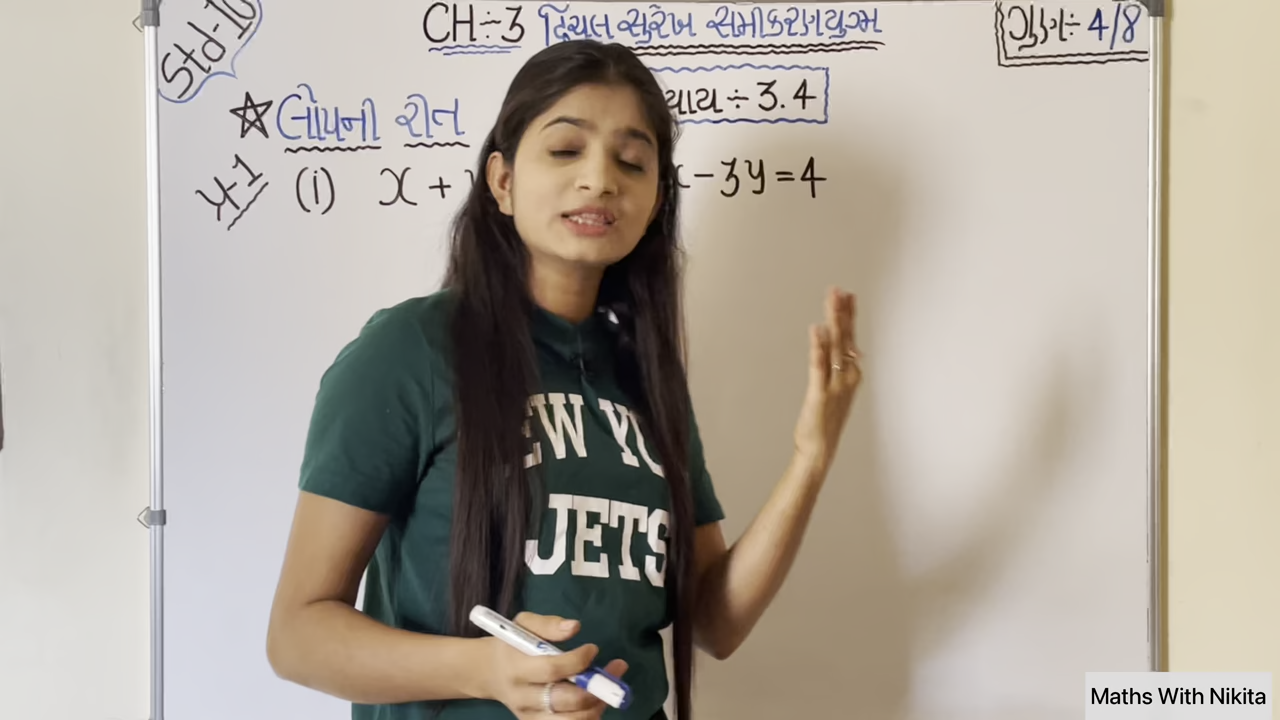 Std-10
CH÷3 દ્વિચલ સુરેખ સમીકરણયુગ્મ
ગુણ÷ 4/8
લોપની રીત
યાય÷3.4
પ્ર-1 (i) x +
x-3y=4
EW YO
JETS
Maths With Nikita